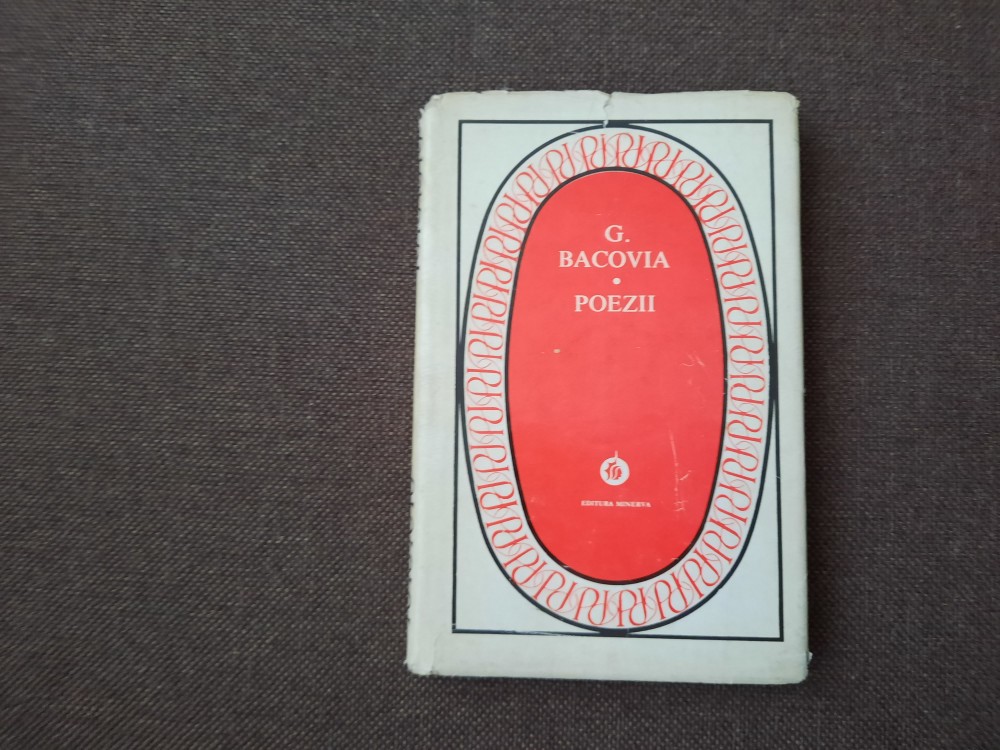 G.
BACOVIA
•
POEZII
EDITURA MINERVA